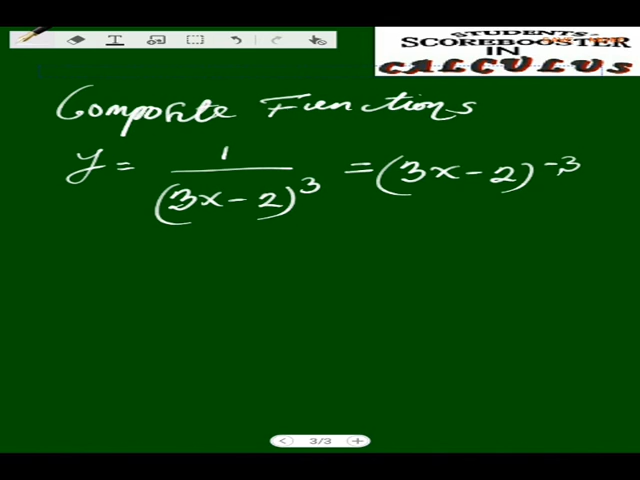 STUDENTS'
SCOREBOOSTER
IN
CALCULUS
Composite Functions
y = 1/(3x-2)^3 = (3x-2)^-3
3/3